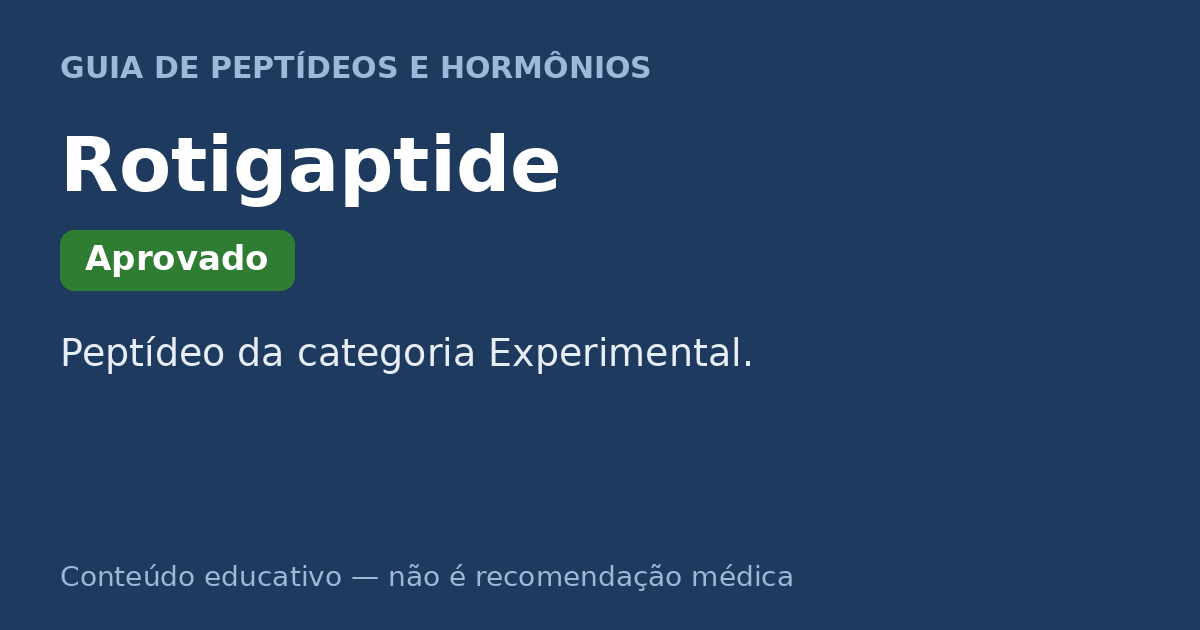 GUIA DE PEPTÍDEOS E HORMÔNIOS
Rotigaptide
Aprovado
Peptídeo da categoria Experimental.
Conteúdo educativo — não é recomendação médica